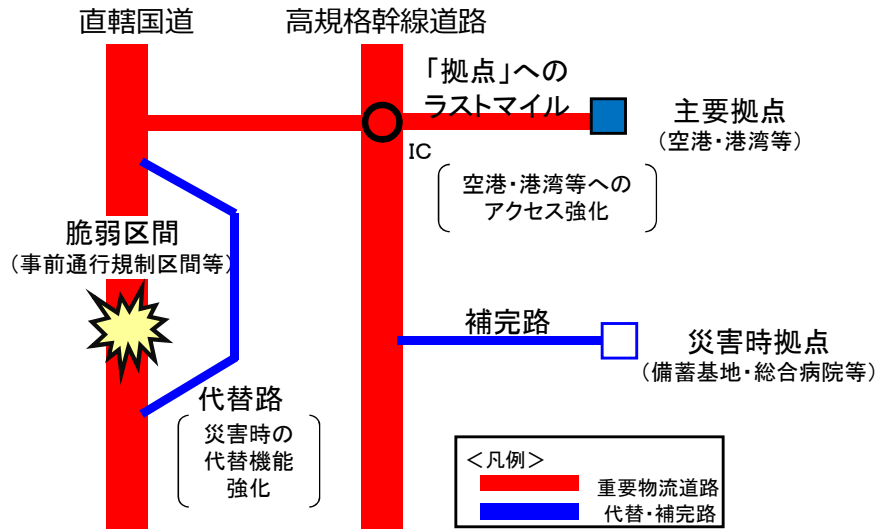 直轄国道
高規格幹線道路
「拠点」への
ラストマイル
主要拠点
(空港・港湾等)
IC
空港・港湾等への
アクセス強化
脆弱区間
(事前通行規制区間等)
補完路
災害時拠点
(備蓄基地・総合病院等)
代替路
災害時の
代替機能
強化
<凡例>
重要物流道路
代替・補完路